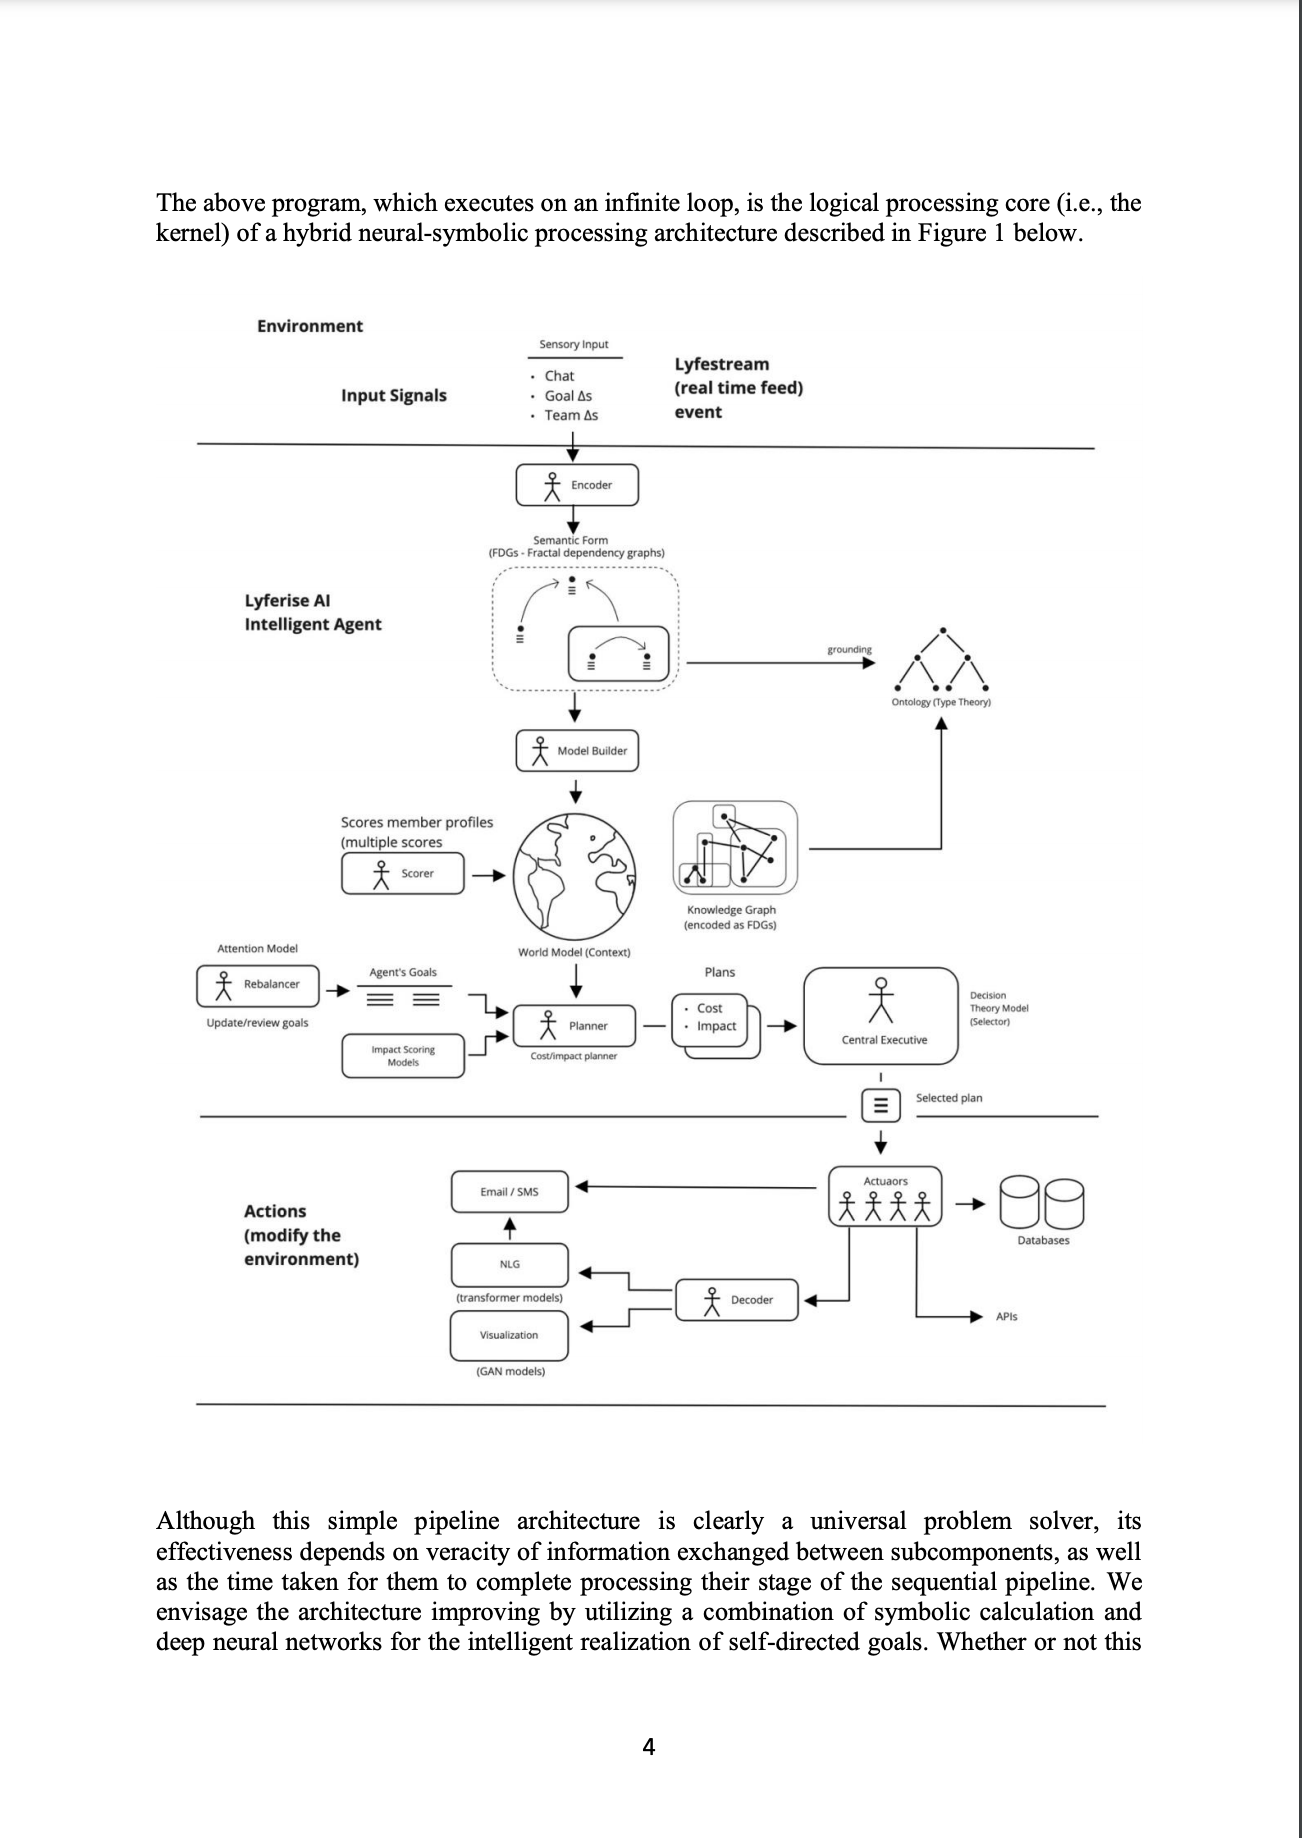 The above program, which executes on an infinite loop, is the logical processing core (i.e., the
kernel) of a hybrid neural-symbolic processing architecture described in Figure 1 below.
Environment
Sensory Input
Lyfestream
(real time feed)
event
Input Signals
· Chat
· Goal Δs
· Team Δs
Encoder
Semantic Form
(FDGs - Fractal dependency graphs)
Lyferise AI
Intelligent Agent
grounding
Ontology (Type Theory)
Model Builder
Scores member profiles
(multiple scores
Scorer
Knowledge Graph
(encoded as FDGs)
World Model (Context)
Attention Model
Rebalancer
Update/review goals
Agent's Goals
Impact Scoring
Models
Planner
Cost/impact planner
Plans
· Cost
· Impact
Central Executive
Decision
Theory Model
(Selector)
Selected plan
Actions
(modify the
environment)
Email / SMS
Actuaors
Databases
NLG
(transformer models)
Decoder
APIs
Visualization
(GAN models)
Although this simple pipeline architecture is clearly a universal problem solver, its
effectiveness depends on veracity of information exchanged between subcomponents, as well
as the time taken for them to complete processing their stage of the sequential pipeline. We
envisage the architecture improving by utilizing a combination of symbolic calculation and
deep neural networks for the intelligent realization of self-directed goals. Whether or not this
4